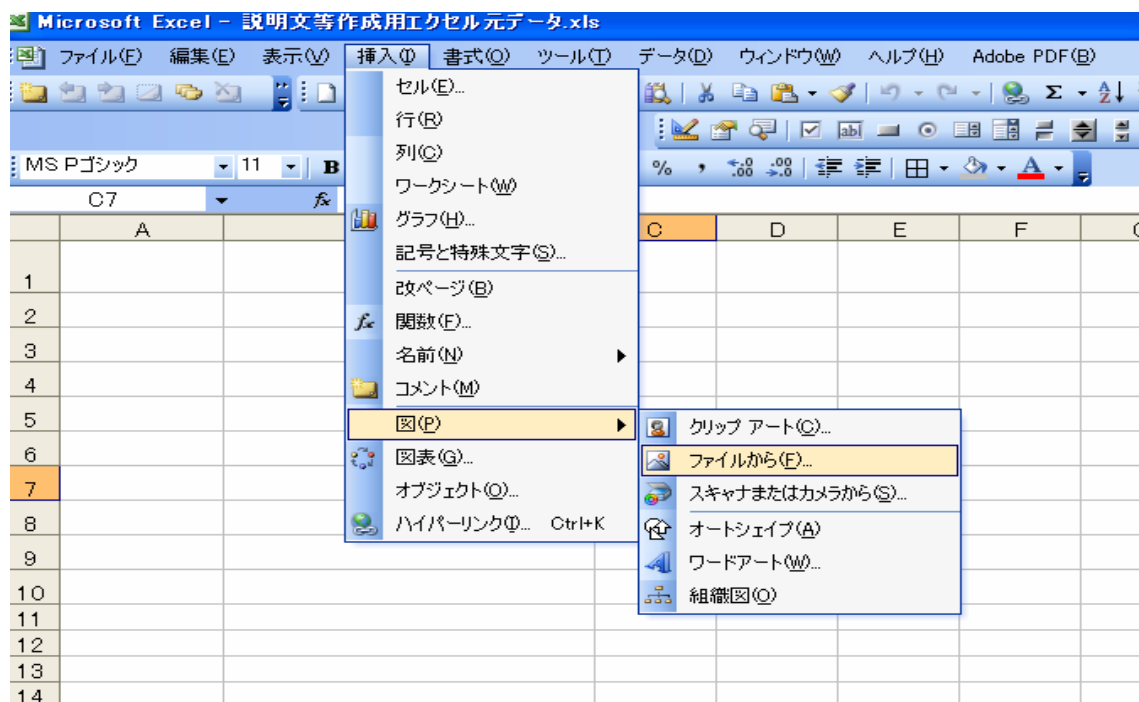 Microsoft Excel - 説明文等作成用エクセル元データ.xls
ファイル(F) 編集(E) 表示(V) 挿入(I) 書式(O) ツール(T) データ(D) ウィンドウ(W) ヘルプ(H) Adobe PDF(B)
MS Pゴシック 11 B % ,
C7 fx
A C D E F
1
2
3
4
5
6
7
8
9
10
11
12
13
14
セル(E)...
行(R)
列(C)
ワークシート(W)
グラフ(H)...
記号と特殊文字(S)...
改ページ(B)
関数(F)...
名前(N)
コメント(M)
図(P)
図表(G)...
オブジェクト(O)...
ハイパーリンク(I)... Ctrl+K
クリップ アート(C)...
ファイルから(F)...
スキャナまたはカメラから(S)...
オートシェイプ(A)
ワードアート(W)...
組織図(O)